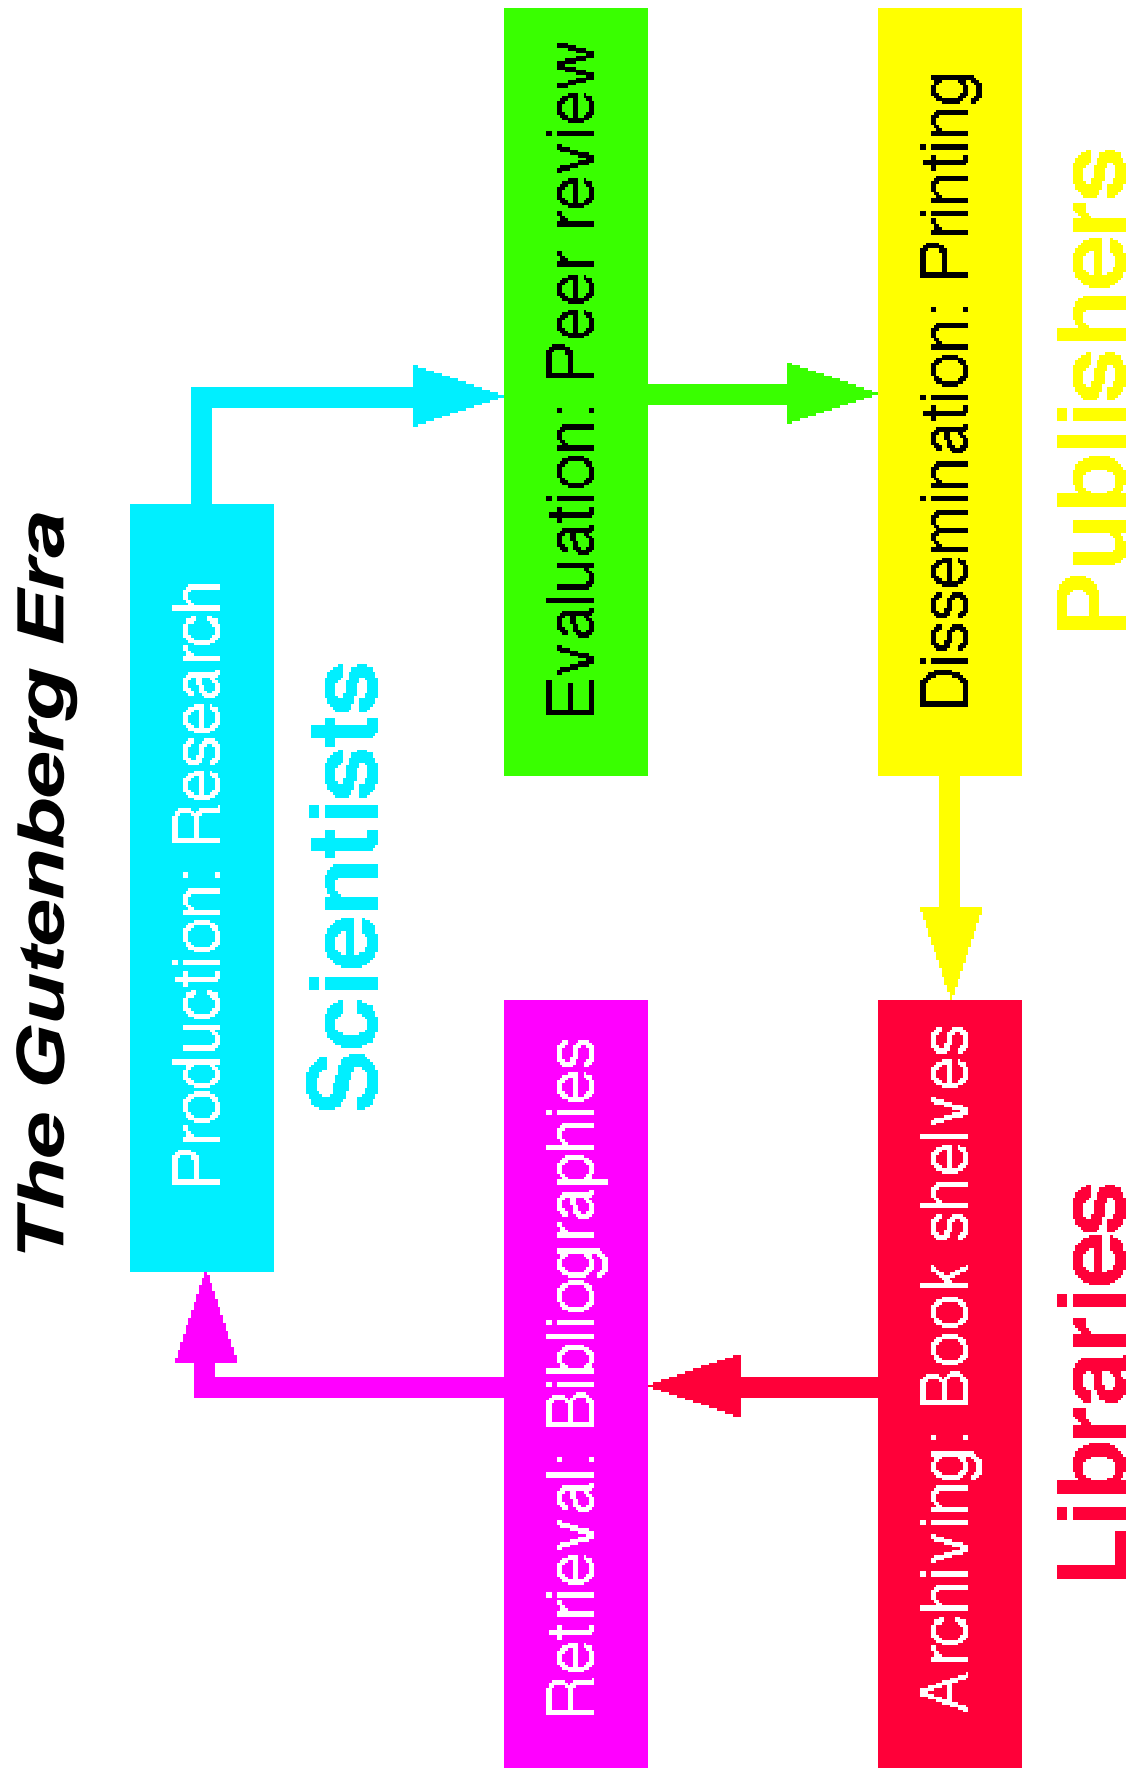 The Gutenberg Era
Production: Research
Scientists
Retrieval: Bibliographies
Evaluation: Peer review
Archiving: Book shelves
Dissemination: Printing
Libraries
Publishers